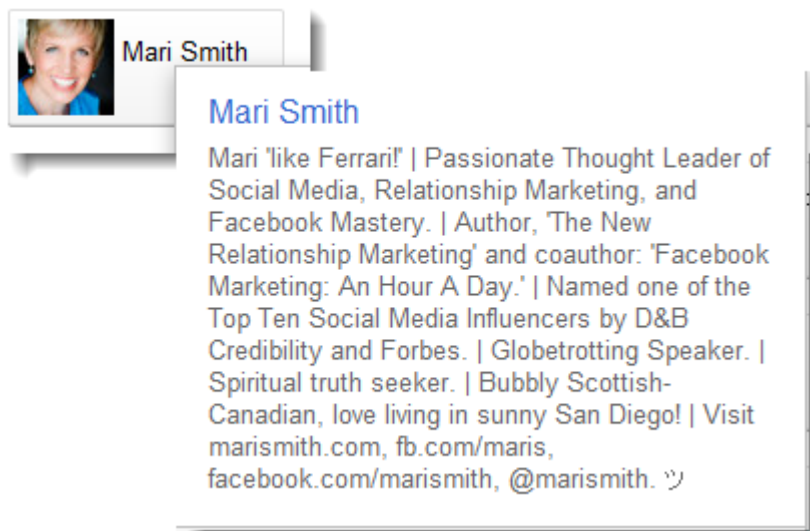 Mari Smith
Mari Smith
Mari 'like Ferrari!' | Passionate Thought Leader of
Social Media, Relationship Marketing, and
Facebook Mastery. | Author, 'The New
Relationship Marketing' and coauthor: 'Facebook
Marketing: An Hour A Day.' | Named one of the
Top Ten Social Media Influencers by D&B
Credibility and Forbes. | Globetrotting Speaker. |
Spiritual truth seeker. | Bubbly Scottish-
Canadian, love living in sunny San Diego! | Visit
marismith.com, fb.com/maris,
facebook.com/marismith, @marismith. ツ